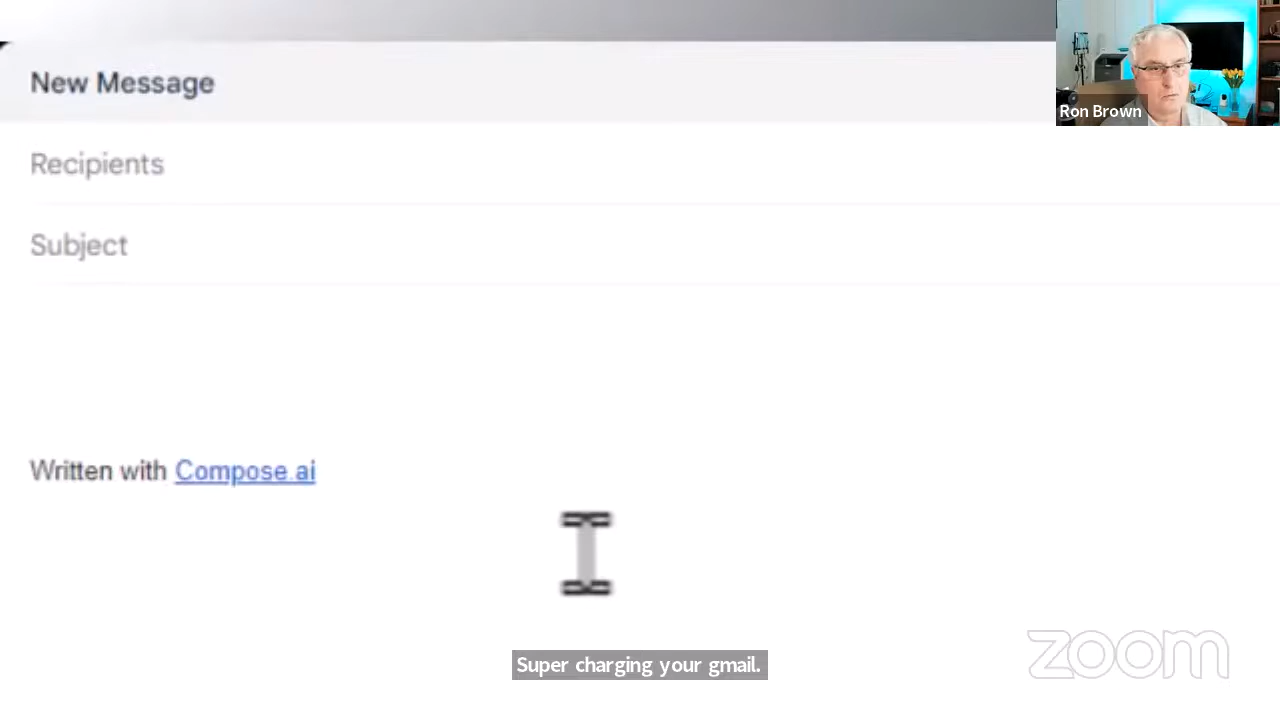 New Message
Ron Brown
Recipients
Subject
Written with Compose.ai
Super charging your gmail.
zoom